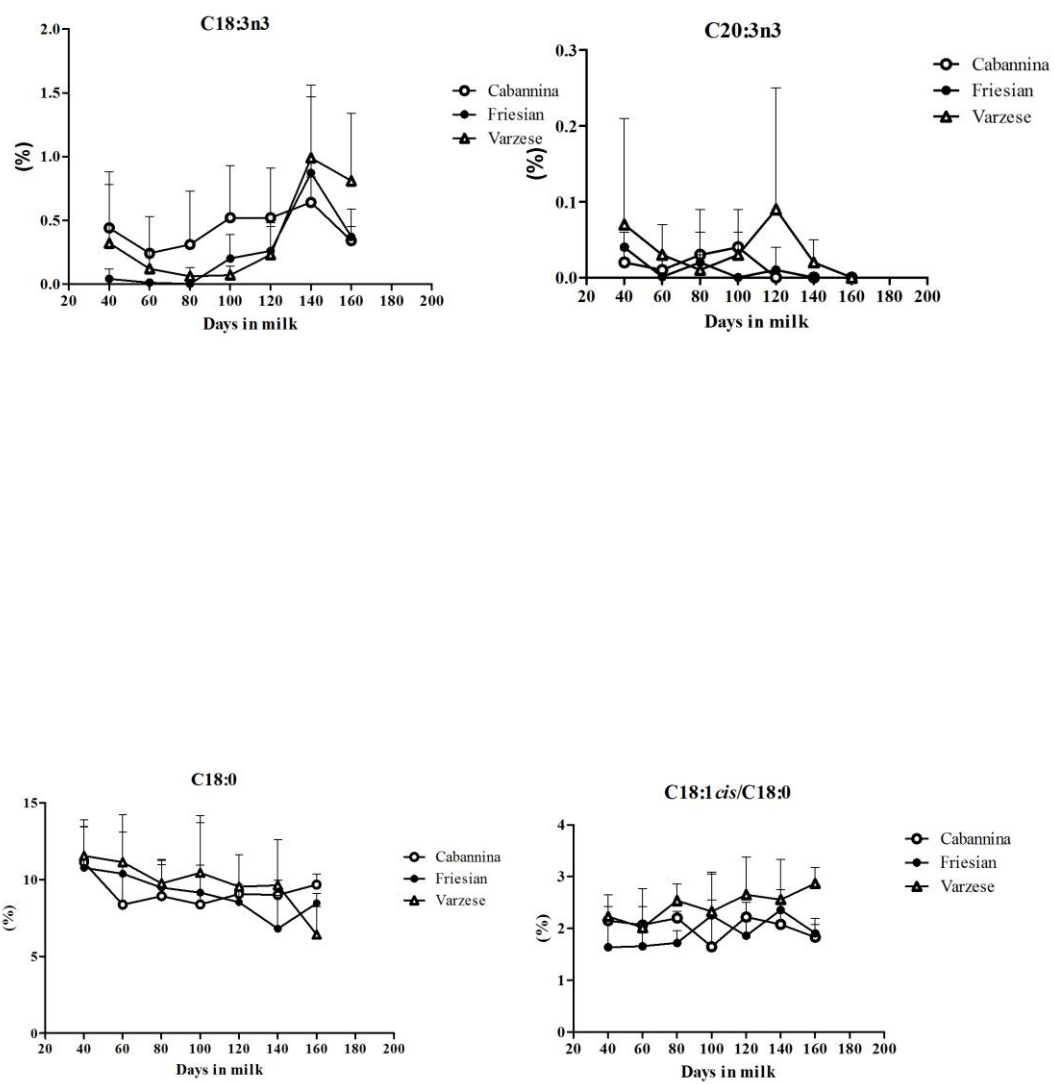 C18:3n3
2.0
1.5
1.0
0.5
0.0
(%)
20 40 60 80 100 120 140 160 180 200
Days in milk
Cabannina
Friesian
Varzese
C20:3n3
0.3
0.2
0.1
0.0
(%)
20 40 60 80 100 120 140 160 180 200
Days in milk
Cabannina
Friesian
Varzese
C18:0
15
10
5
0
(%)
20 40 60 80 100 120 140 160 180 200
Days in milk
Cabannina
Friesian
Varzese
C18:1cis/C18:0
4
3
2
1
0
(%)
20 40 60 80 100 120 140 160 180 200
Days in milk
Cabannina
Friesian
Varzese